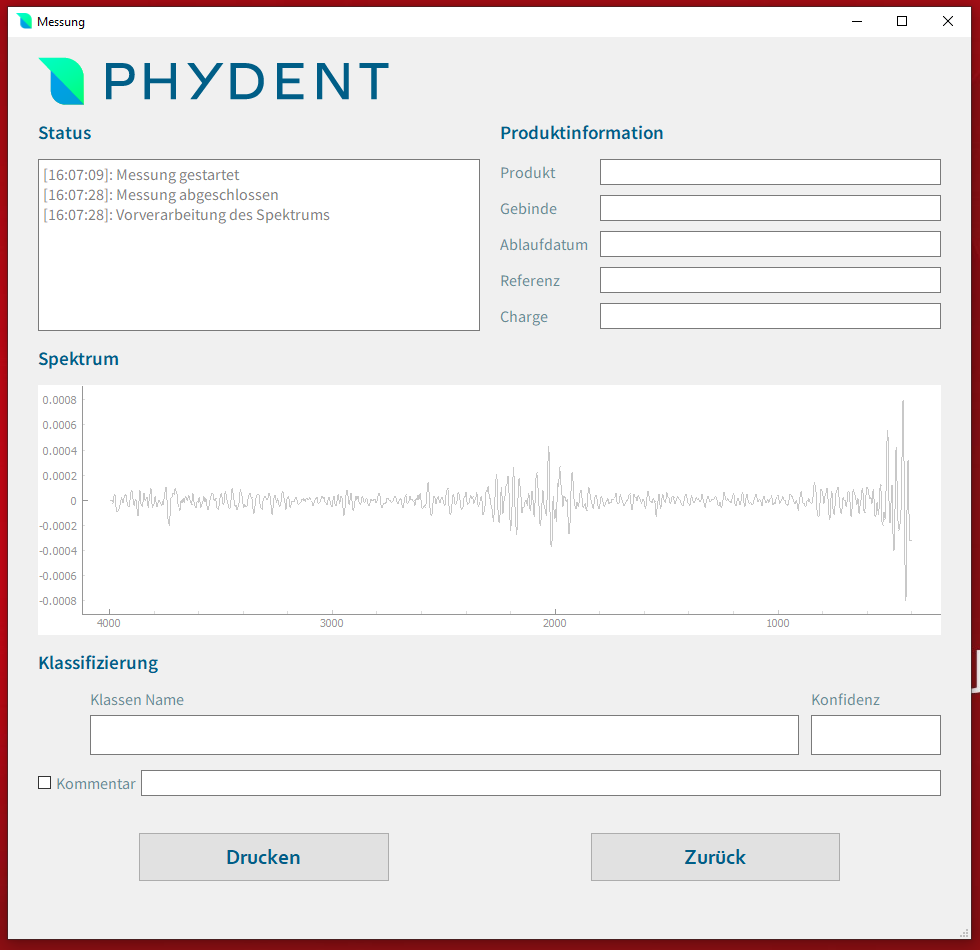 Messung
PHYDENT
Status
[16:07:09]: Messung gestartet
[16:07:28]: Messung abgeschlossen
[16:07:28]: Vorverarbeitung des Spektrums
Produktinformation
Produkt
Gebinde
Ablaufdatum
Referenz
Charge
Spektrum
0.0008
0.0006
0.0004
0.0002
0
-0.0002
-0.0004
-0.0006
-0.0008
4000 3000 2000 1000
Klassifizierung
Klassen Name Konfidenz
Kommentar
Drucken Zurück